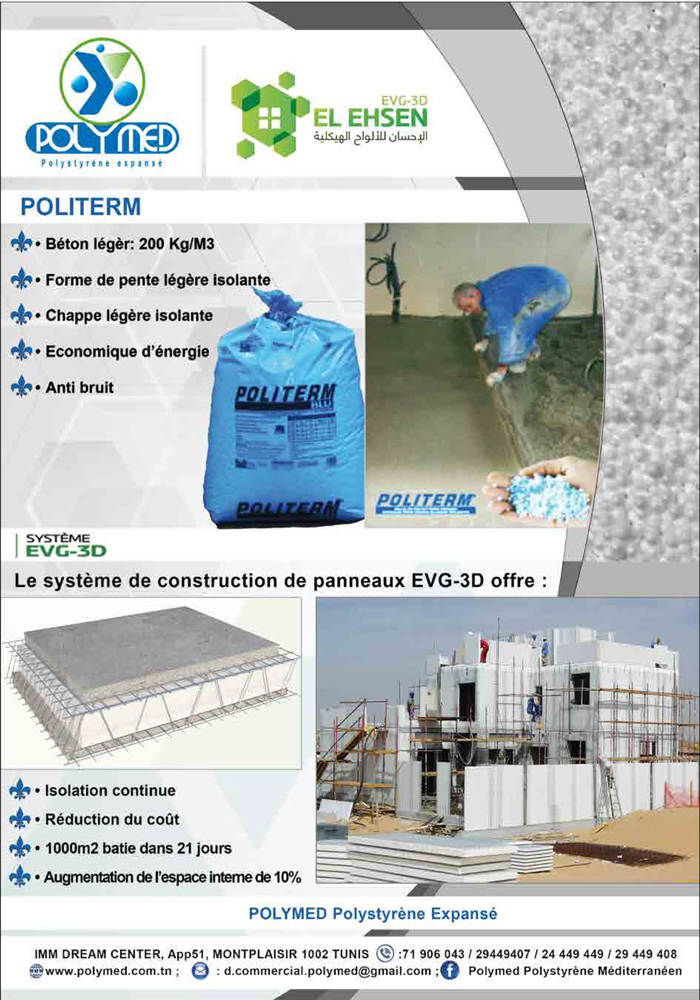 POLYMED
Polystyréne expansé
EVG-3D
EL EHSEN
الإحسان للألواح الهيكلية
POLITERM
• Béton légèr: 200 Kg/M3
• Forme de pente légère isolante
• Chappe légère isolante
• Economique d'énergie
• Anti bruit
POLITERM
BLU
POLITERM
POLITERM
SYSTÈME
EVG-3D
Le système de construction de panneaux EVG-3D offre :
• Isolation continue
• Réduction du coût
• 1000m2 batie dans 21 jours
• Augmentation de l'espace interne de 10%
POLYMED Polystyrène Expansé
IMM DREAM CENTER, App51, MONTPLAISIR 1002 TUNIS :71 906 043 / 29449407 / 24 449 449 / 29 449 408
www.polymed.com.tn ; : d.commercial.polymed@gmail.com ; Polymed Polystyrène Méditerranéen